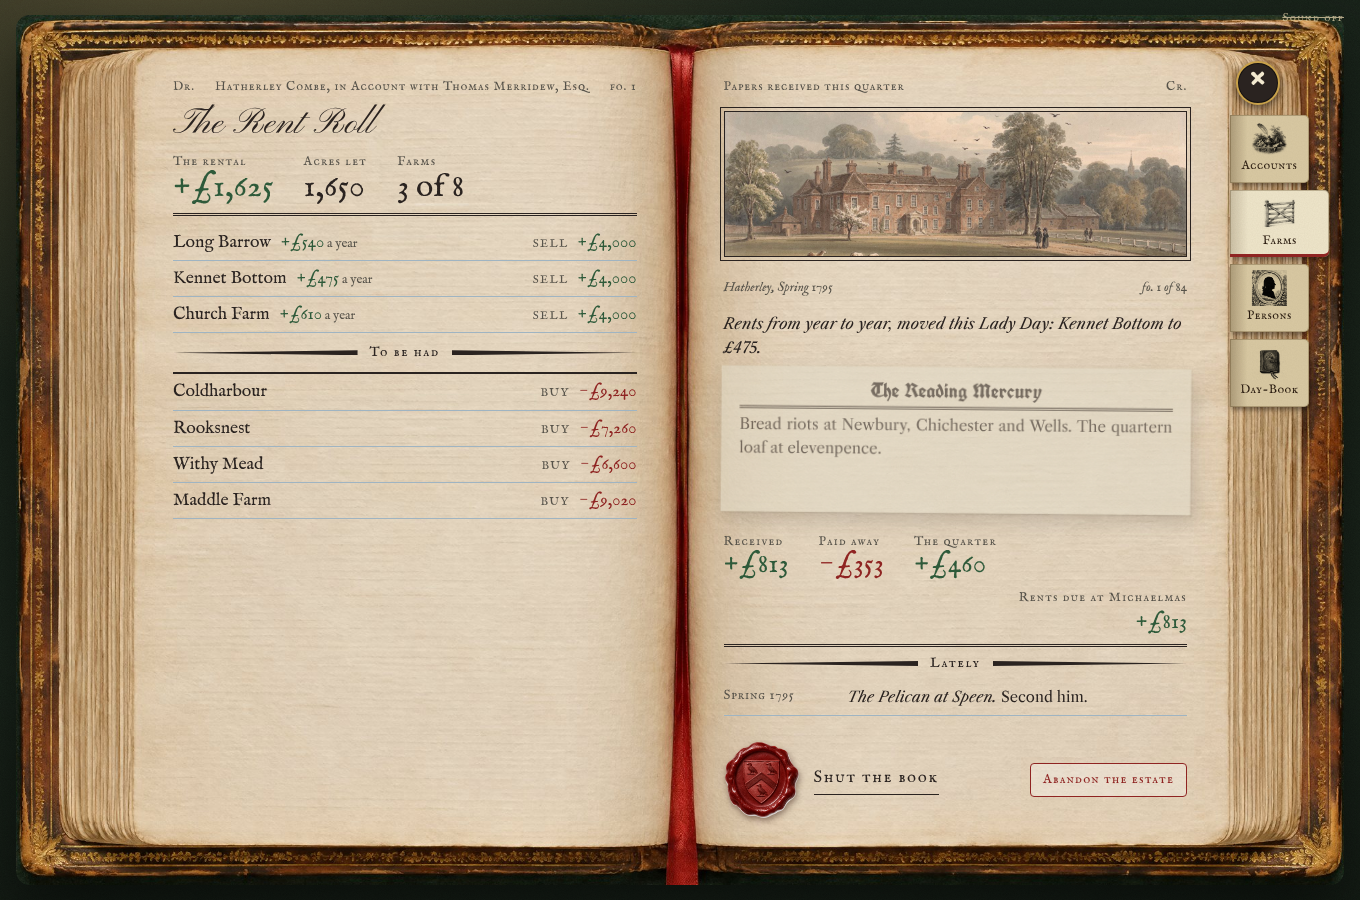 Sound off
Dr. Hatherley Combe, in Account with Thomas Merridew, Esq. fo. 1
The Rent Roll
The rental Acres let Farms
+£1,625 1,650 3 of 8
Long Barrow +£540 a year SELL +£4,000
Kennet Bottom +£475 a year SELL +£4,000
Church Farm +£610 a year SELL +£4,000
To be had
Coldharbour BUY −£9,240
Rooksnest BUY −£7,260
Withy Mead BUY −£6,600
Maddle Farm BUY −£9,020
Papers received this quarter Cr.
Hatherley, Spring 1795 fo. 1 of 84
Rents from year to year, moved this Lady Day: Kennet Bottom to
£475.
The Reading Mercury
Bread riots at Newbury, Chichester and Wells. The quartern
loaf at elevenpence.
Received Paid away The quarter
+£813 −£353 +£460
Rents due at Michaelmas
+£813
Lately
Spring 1795 The Pelican at Speen. Second him.
Shut the book Abandon the estate
×
Accounts
Farms
Persons
Day-Book